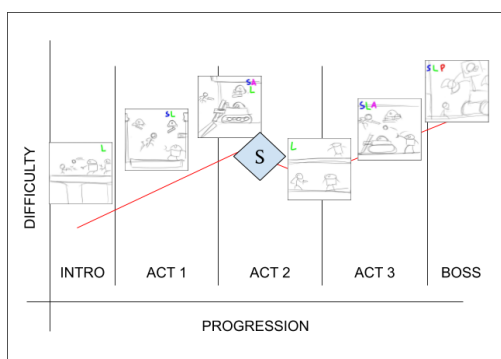 DIFFICULTY
L
S L
S A
L
S
L
S L A
S L P
INTRO
ACT 1
ACT 2
ACT 3
BOSS
PROGRESSION